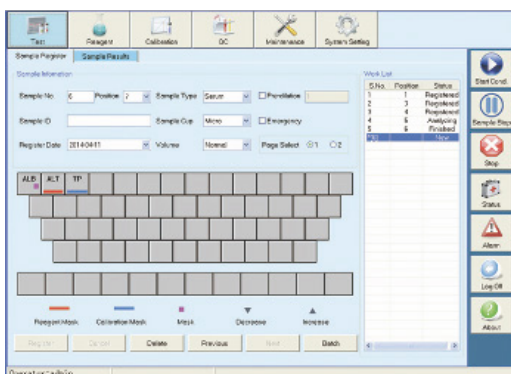 Test Reagent Calibration QC Maintenance System Setting
Sample Register Sample Results
Sample Information
Sample No. 6 Position 7 Sample Type Serum Predilution
Sample ID Sample Cup Micro Emergency
Register Date 2014-04-11 Volume Normal Page Select 1 2
ALB ALT TP
Reagent Mask Calibration Mask Mask Decrease Increase
Register Cancel Delete Previous Next Batch
Work List
S.No. Position Status
1 1 Registered
2 3 Registered
3 4 Registered
4 5 Analyzing
5 6 Finished
New
Start Cond.
Sample Stop
Stop
Status
Alarm
Log Off
About
Operator:admin